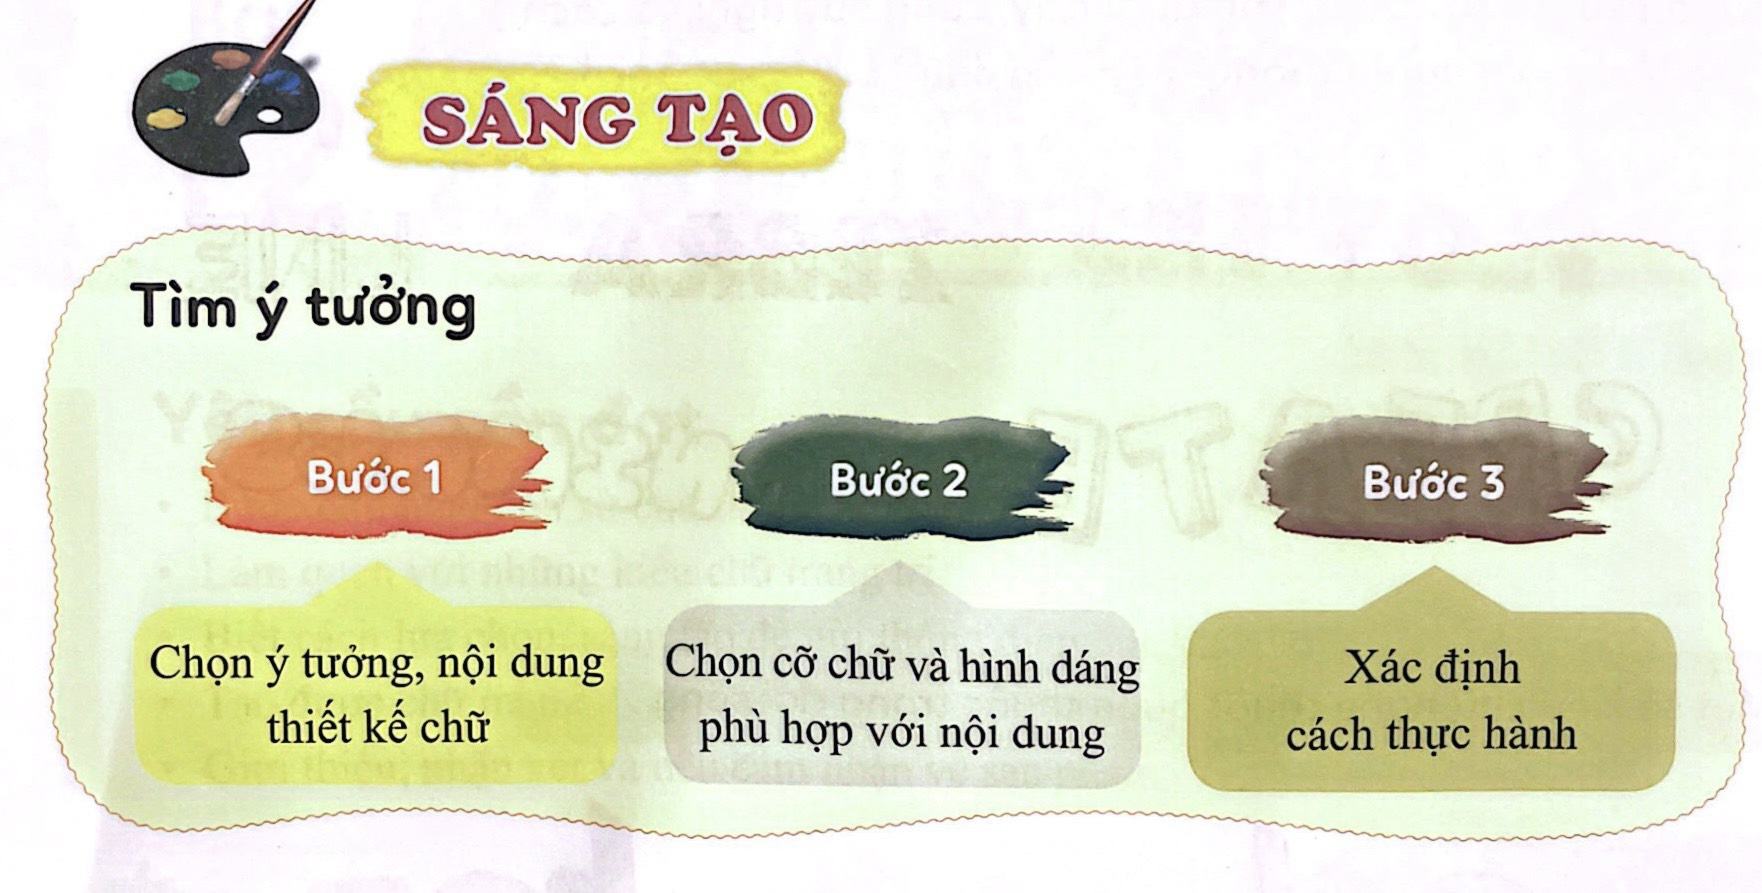 SÁNG TẠO
Tìm ý tưởng
Bước 1
Chọn ý tưởng, nội dung
thiết kế chữ
Bước 2
Chọn cỡ chữ và hình dáng
phù hợp với nội dung
Bước 3
Xác định
cách thực hành